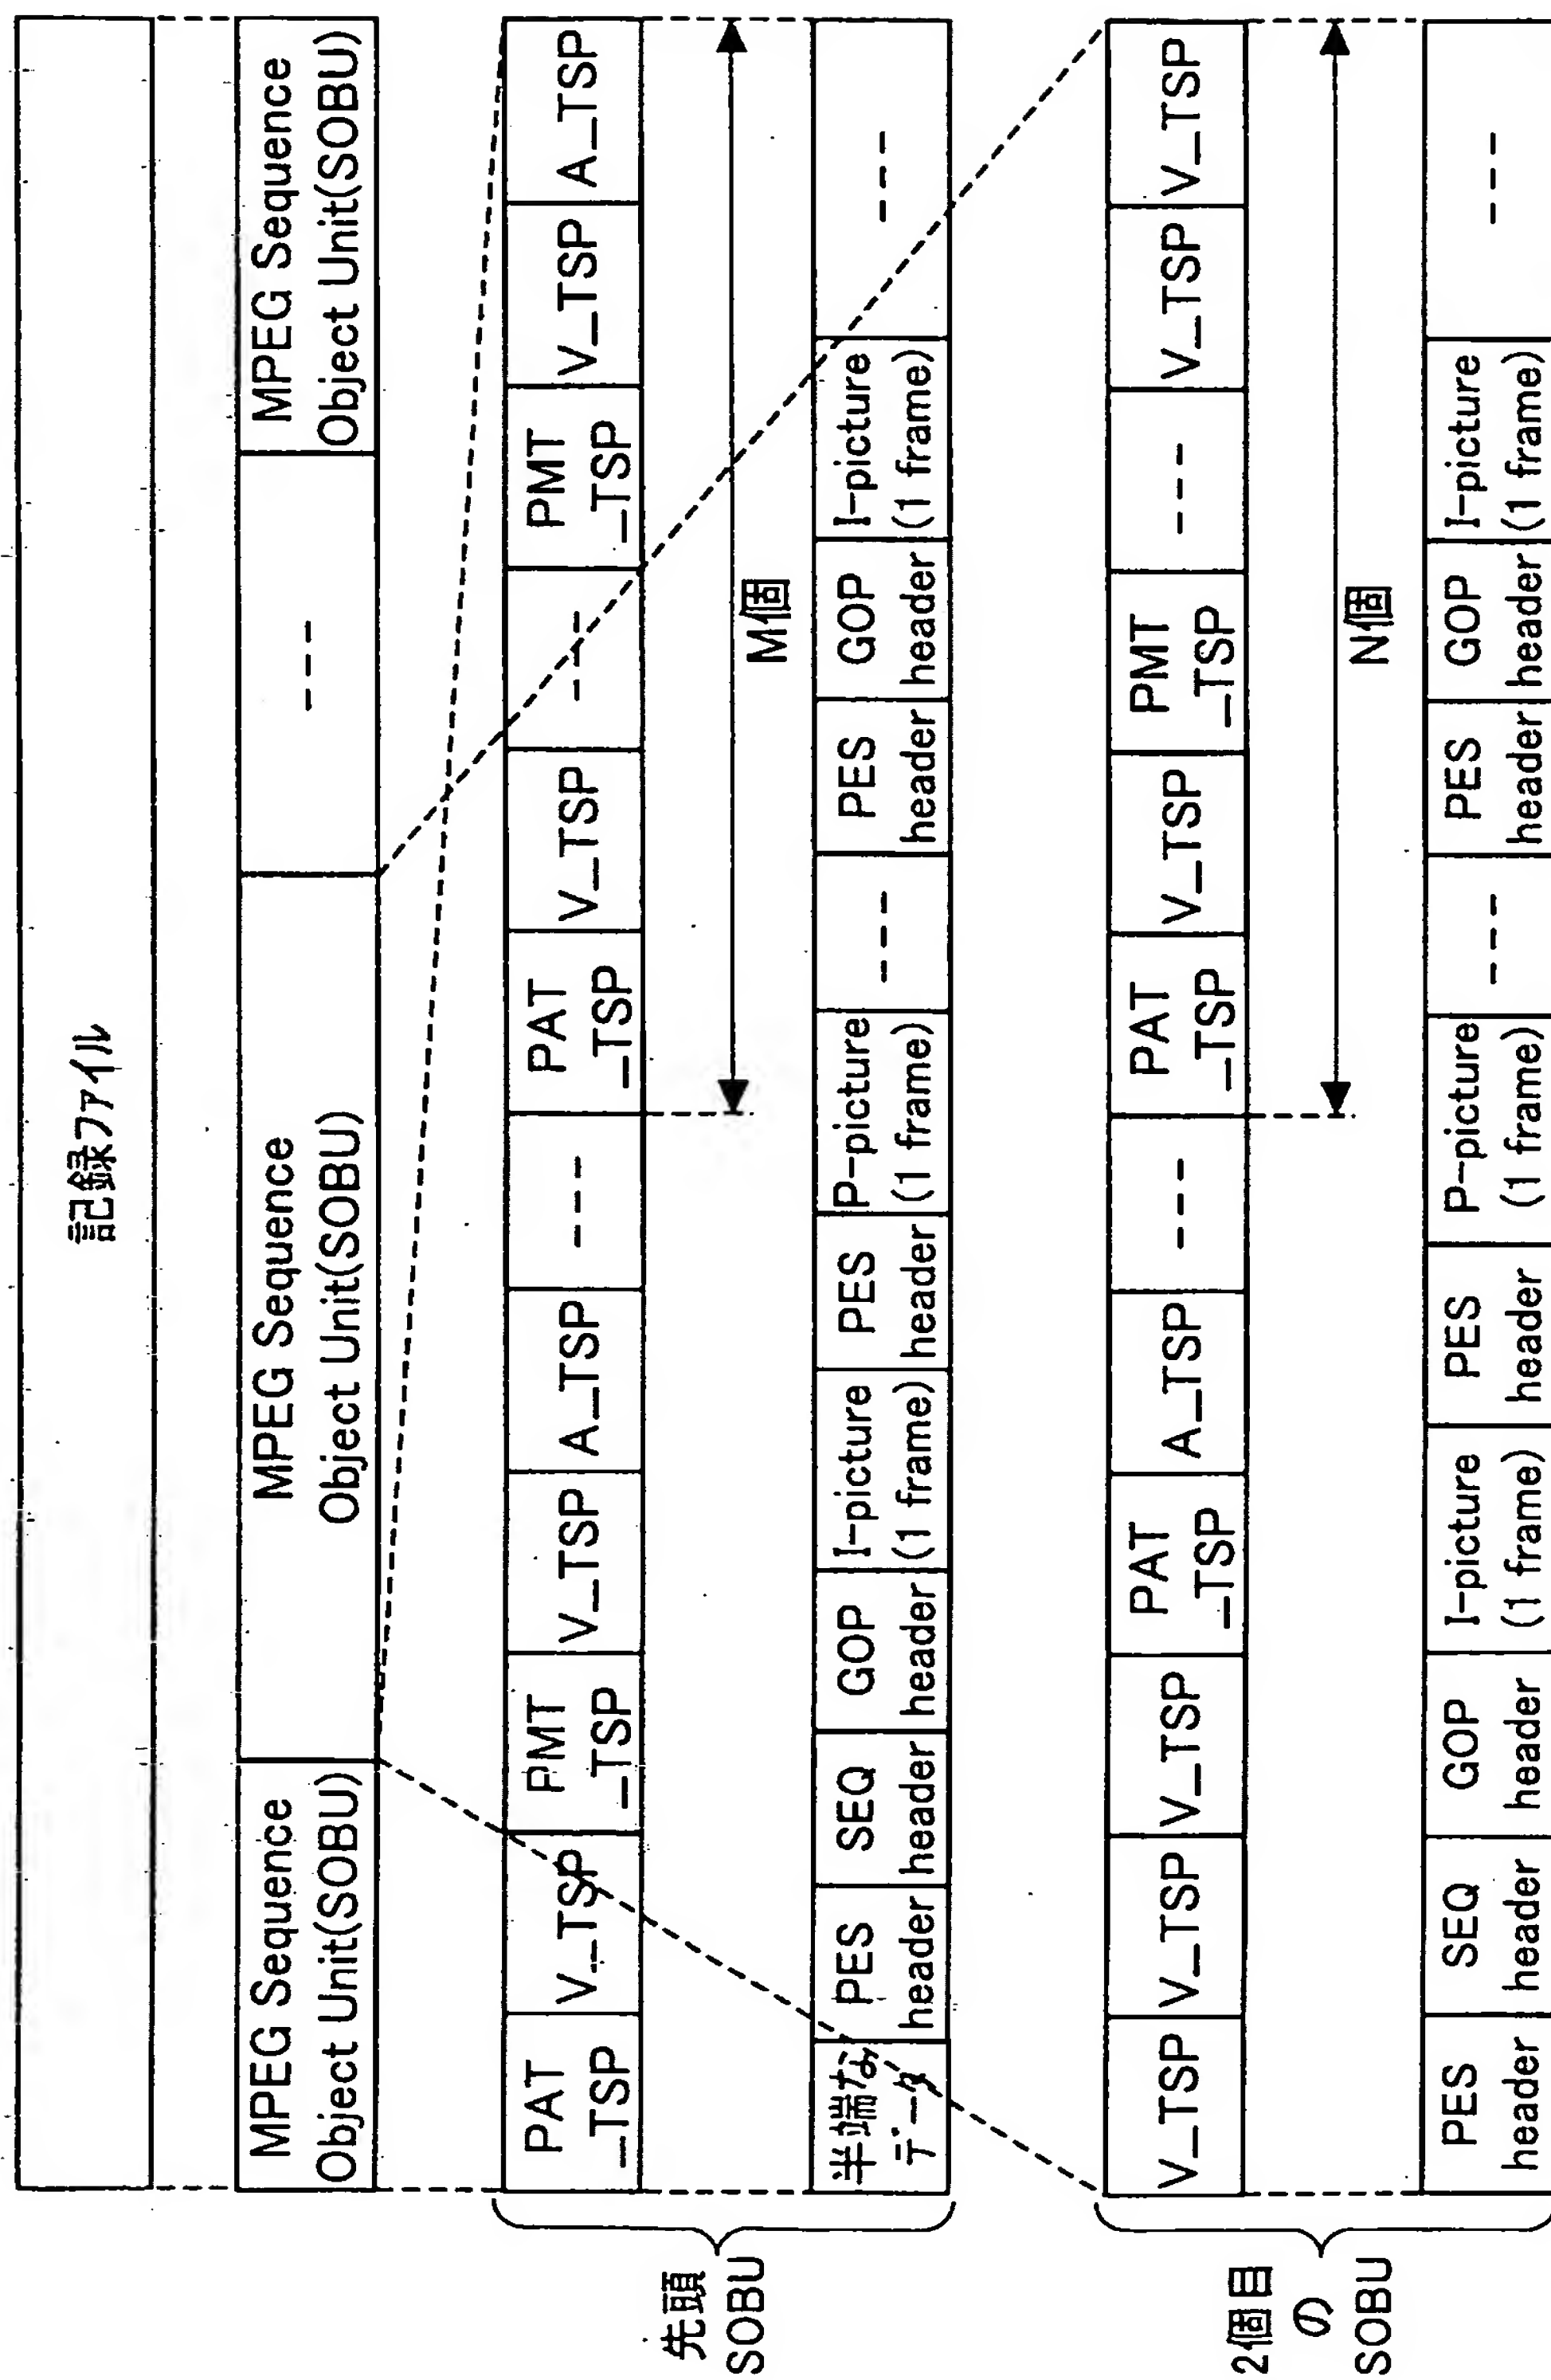 記録ファイル
MPEG Sequence
Object Unit(SOBU)
MPEG Sequence
Object Unit(SOBU)
---
MPEG Sequence
Object Unit(SOBU)
先頭
SOBU
PAT
_TSP
V_TSP
PMT
_TSP
V_TSP
A_TSP
---
PAT
_TSP
V_TSP
---
PMT
_TSP
V_TSP
A_TSP
M個
半端な
データ
PES
header
SEQ
header
GOP
header
I-picture
(1 frame)
PES
header
P-picture
(1 frame)
---
PES
header
GOP
header
I-picture
(1 frame)
---
2個目
の
SOBU
V_TSP
V_TSP
V_TSP
PAT
_TSP
A_TSP
---
PAT
_TSP
V_TSP
PMT
_TSP
---
V_TSP
V_TSP
N個
PES
header
SEQ
header
GOP
header
I-picture
(1 frame)
PES
header
P-picture
(1 frame)
---
PES
header
GOP
header
I-picture
(1 frame)
---